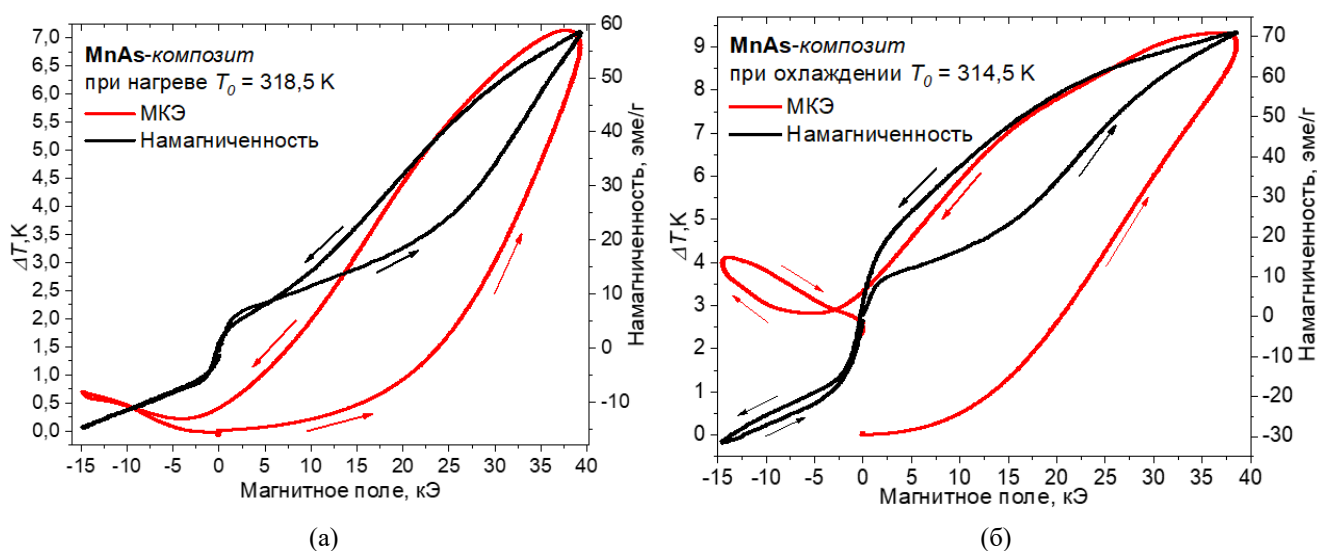 MnAs-композит
при нагреве T0 = 318,5 K
МКЭ
Намагниченность
ΔT,K
7,0
6,5
6,0
5,5
5,0
4,5
4,0
3,5
3,0
2,5
2,0
1,5
1,0
0,5
0,0
-15 -10 -5 0 5 10 15 20 25 30 35 40
Магнитное поле, кЭ
60
50
40
30
20
10
0
-10
Намагниченность, эме/г
(а)
MnAs-композит
при охлаждении T0 = 314,5 K
МКЭ
Намагниченность
ΔT,K
9
8
7
6
5
4
3
2
1
0
-15 -10 -5 0 5 10 15 20 25 30 35 40
Магнитное поле, кЭ
70
60
50
40
30
20
10
0
-10
-20
-30
Намагниченность, эме/г
(б)